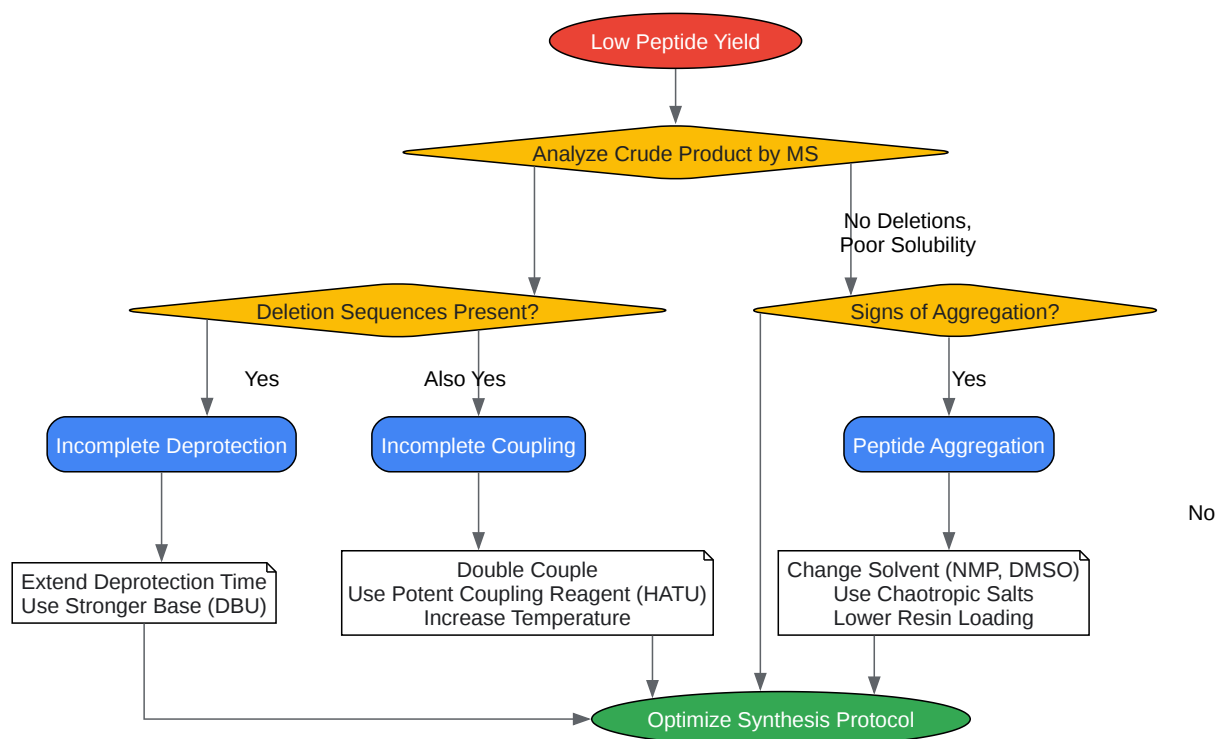 Low Peptide Yield
Analyze Crude Product by MS
No Deletions,
Poor Solubility
Deletion Sequences Present?
Signs of Aggregation?
Yes
Also Yes
Yes
Incomplete Deprotection
Incomplete Coupling
Peptide Aggregation
No
Extend Deprotection Time
Use Stronger Base (DBU)
Double Couple
Use Potent Coupling Reagent (HATU)
Increase Temperature
Change Solvent (NMP, DMSO)
Use Chaotropic Salts
Lower Resin Loading
Optimize Synthesis Protocol